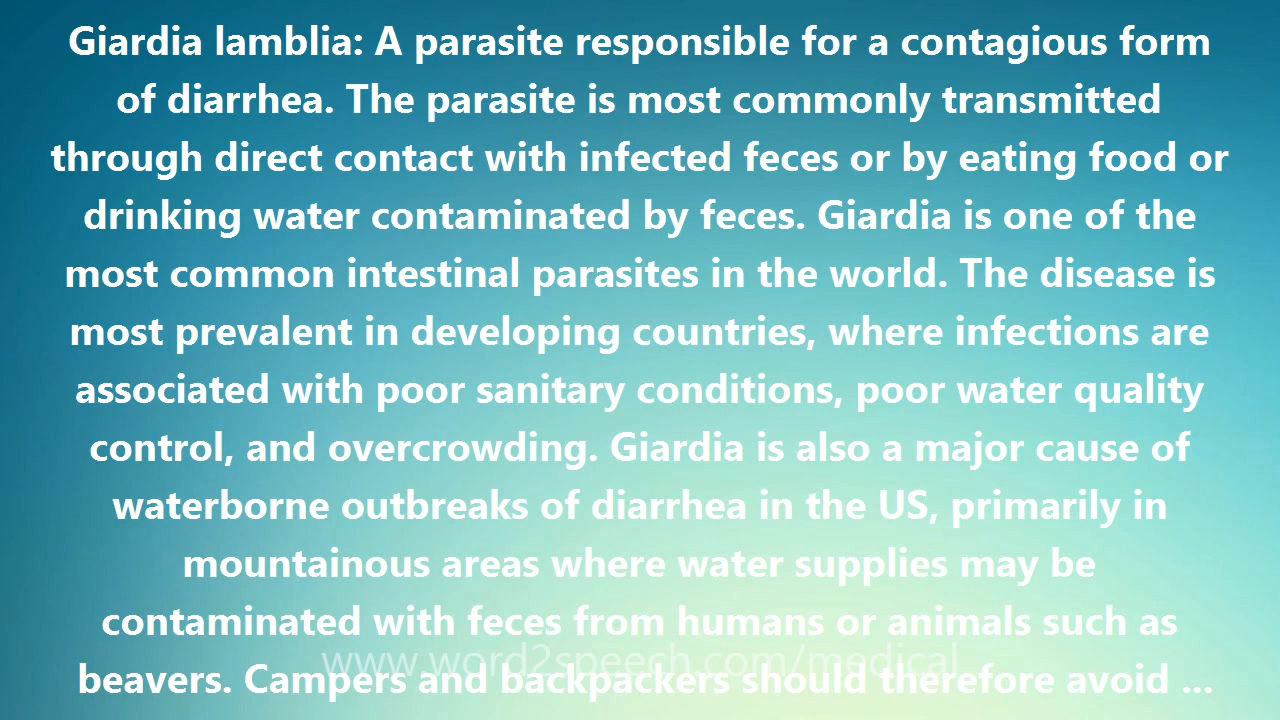 Giardia lamblia: A parasite responsible for a contagious form
of diarrhea. The parasite is most commonly transmitted
through direct contact with infected feces or by eating food or
drinking water contaminated by feces. Giardia is one of the
most common intestinal parasites in the world. The disease is
most prevalent in developing countries, where infections are
associated with poor sanitary conditions, poor water quality
control, and overcrowding. Giardia is also a major cause of
waterborne outbreaks of diarrhea in the US, primarily in
mountainous areas where water supplies may be
contaminated with feces from humans or animals such as
www.word2speech.com/medical
beavers. Campers and backpackers should therefore avoid ...